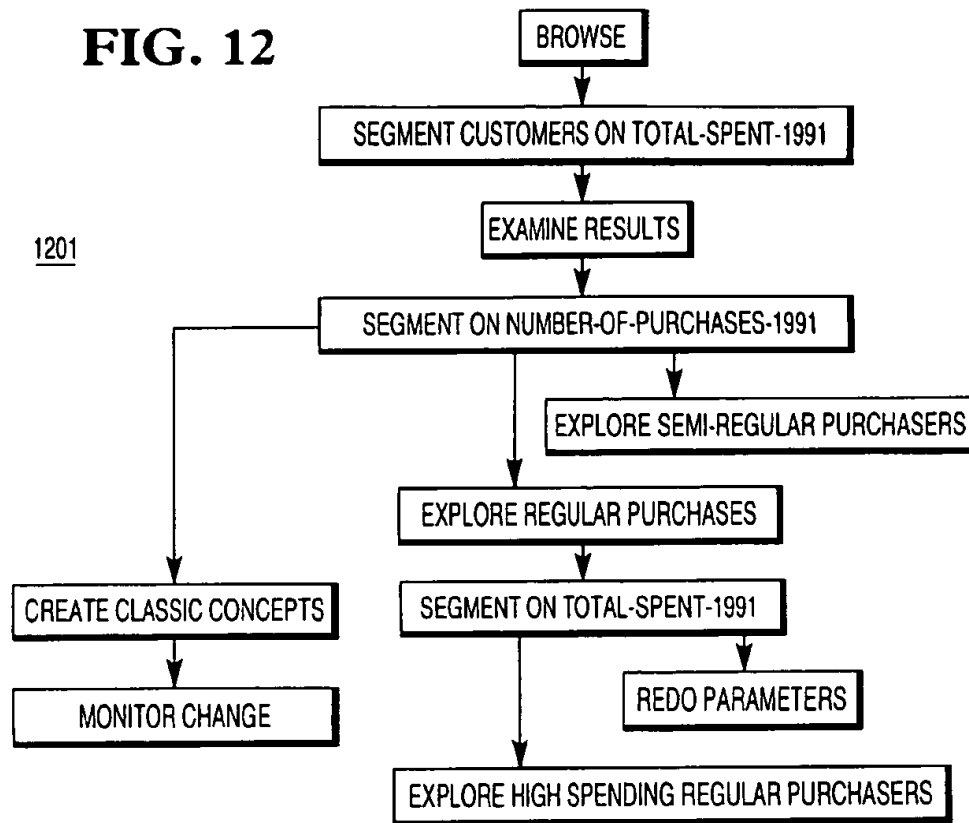 FIG. 12
BROWSE
SEGMENT CUSTOMERS ON TOTAL-SPENT-1991
EXAMINE RESULTS
1201
SEGMENT ON NUMBER-OF-PURCHASES-1991
EXPLORE SEMI-REGULAR PURCHASERS
EXPLORE REGULAR PURCHASES
CREATE CLASSIC CONCEPTS
SEGMENT ON TOTAL-SPENT-1991
MONITOR CHANGE
REDO PARAMETERS
EXPLORE HIGH SPENDING REGULAR PURCHASERS